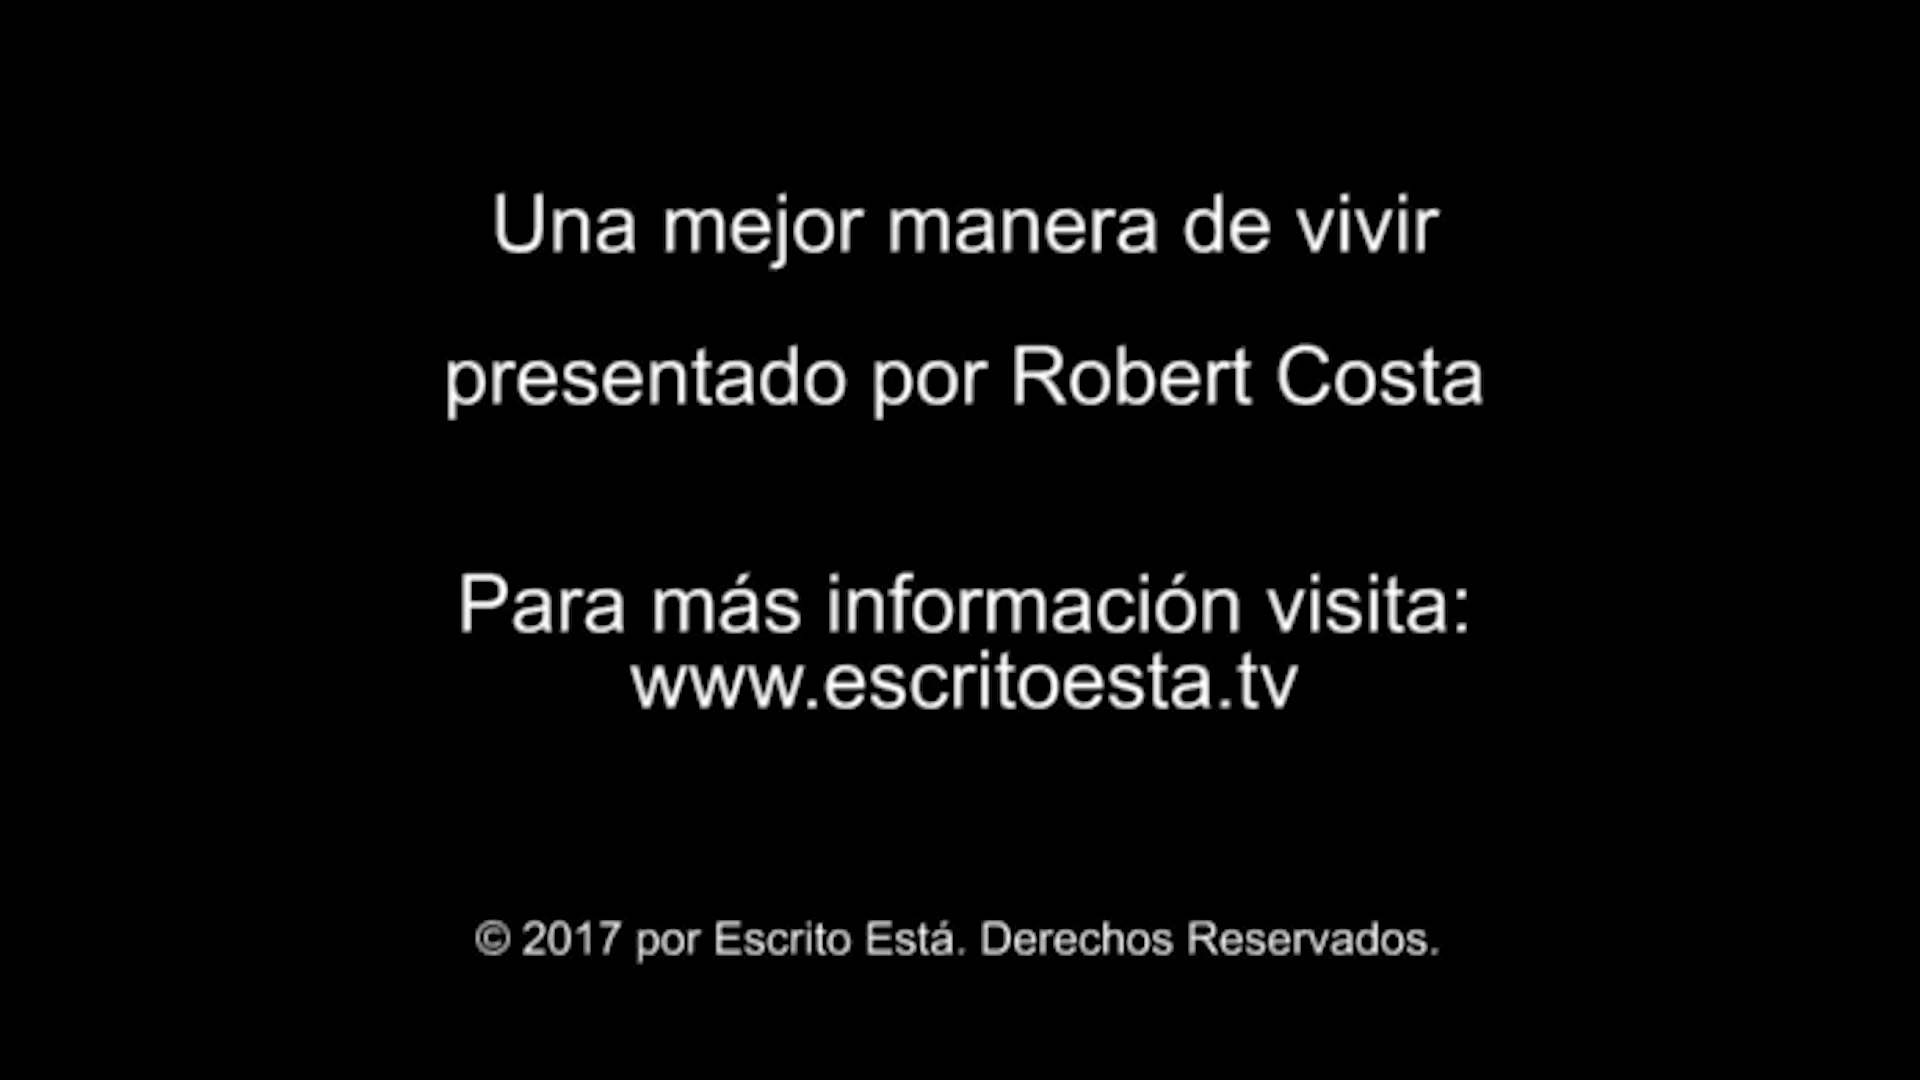 Una mejor manera de vivir
presentado por Robert Costa
Para más información visita:
www.escritoesta.tv
© 2017 por Escrito Está. Derechos Reservados.